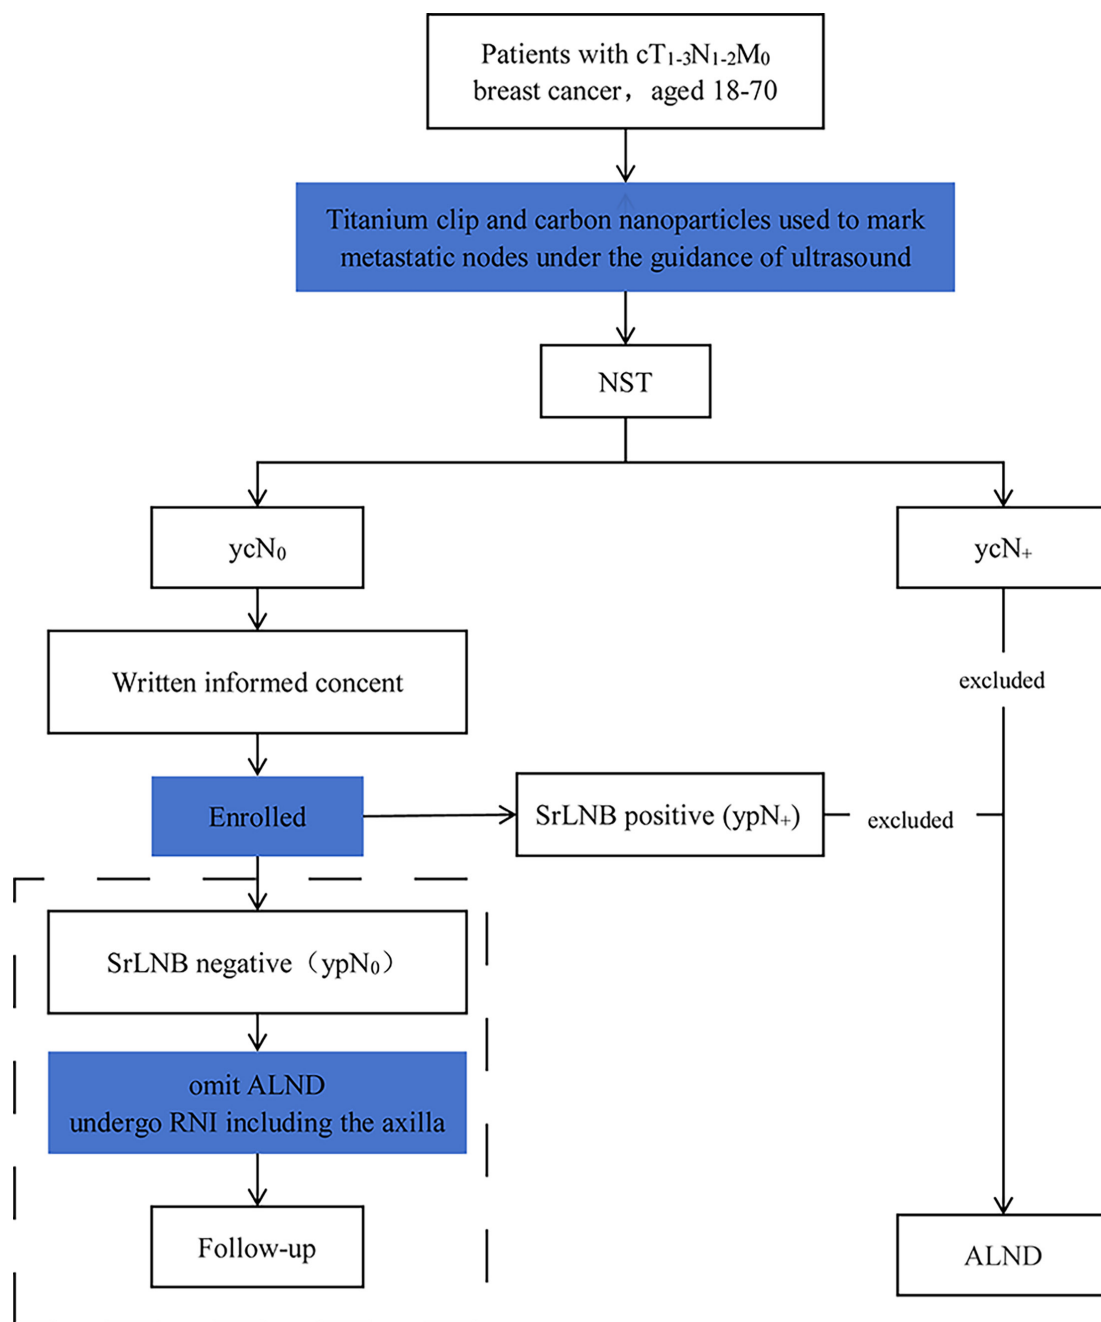 Patients with cT₁₋₃N₁₋₂M₀
breast cancer，aged 18-70
Titanium clip and carbon nanoparticles used to mark
metastatic nodes under the guidance of ultrasound
NST
ycN₀
ycN₊
Written informed concent
excluded
Enrolled
SrLNB positive (ypN₊)
excluded
SrLNB negative（ypN₀）
omit ALND
undergo RNI including the axilla
Follow-up
ALND